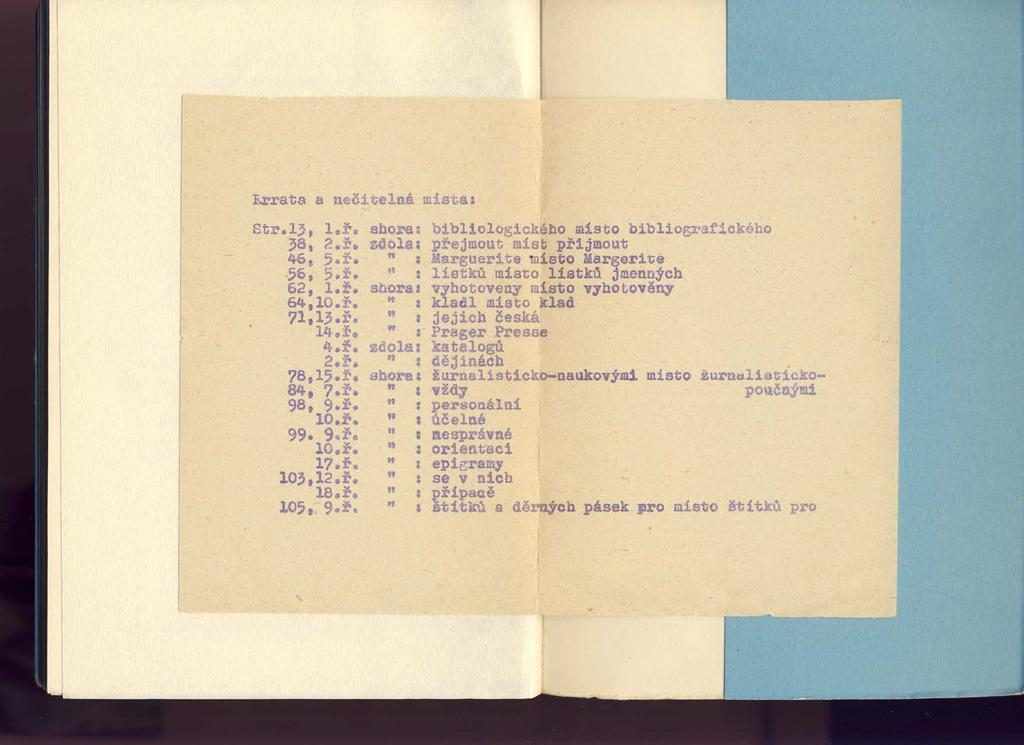 Errata a nečitelná místa:
Str.13, 1.ř. shora: bibliologického místo bibliografického
38, 2.ř. zdola: přejmout míst přijmout
46, 5.ř. " : Marguerite místo Margerite
56, 5.ř. " : lístků místo lístků jmenných
62, 1.ř. shora: vyhotoveny místo vyhotověny
64,10.ř. " : kladl místo klad
71,13.ř. " : jejich česká
14.ř. " : Prager Presse
4.ř. zdola: katalogů
2.ř. " : dějinách
78,15.ř. shora: žurnalisticko-naukovými místo žurnalisticko-
84, 7.ř. " : vždy poučnými
98, 9.ř. " : personální
10.ř. " : účelné
99. 9.ř. " : nesprávné
10.ř. " : orientaci
17.ř. " : epigramy
103,12.ř. " : se v nich
18.ř. " : případě
105, 9.ř. " : štítků a děrných pásek pro místo štítků pro